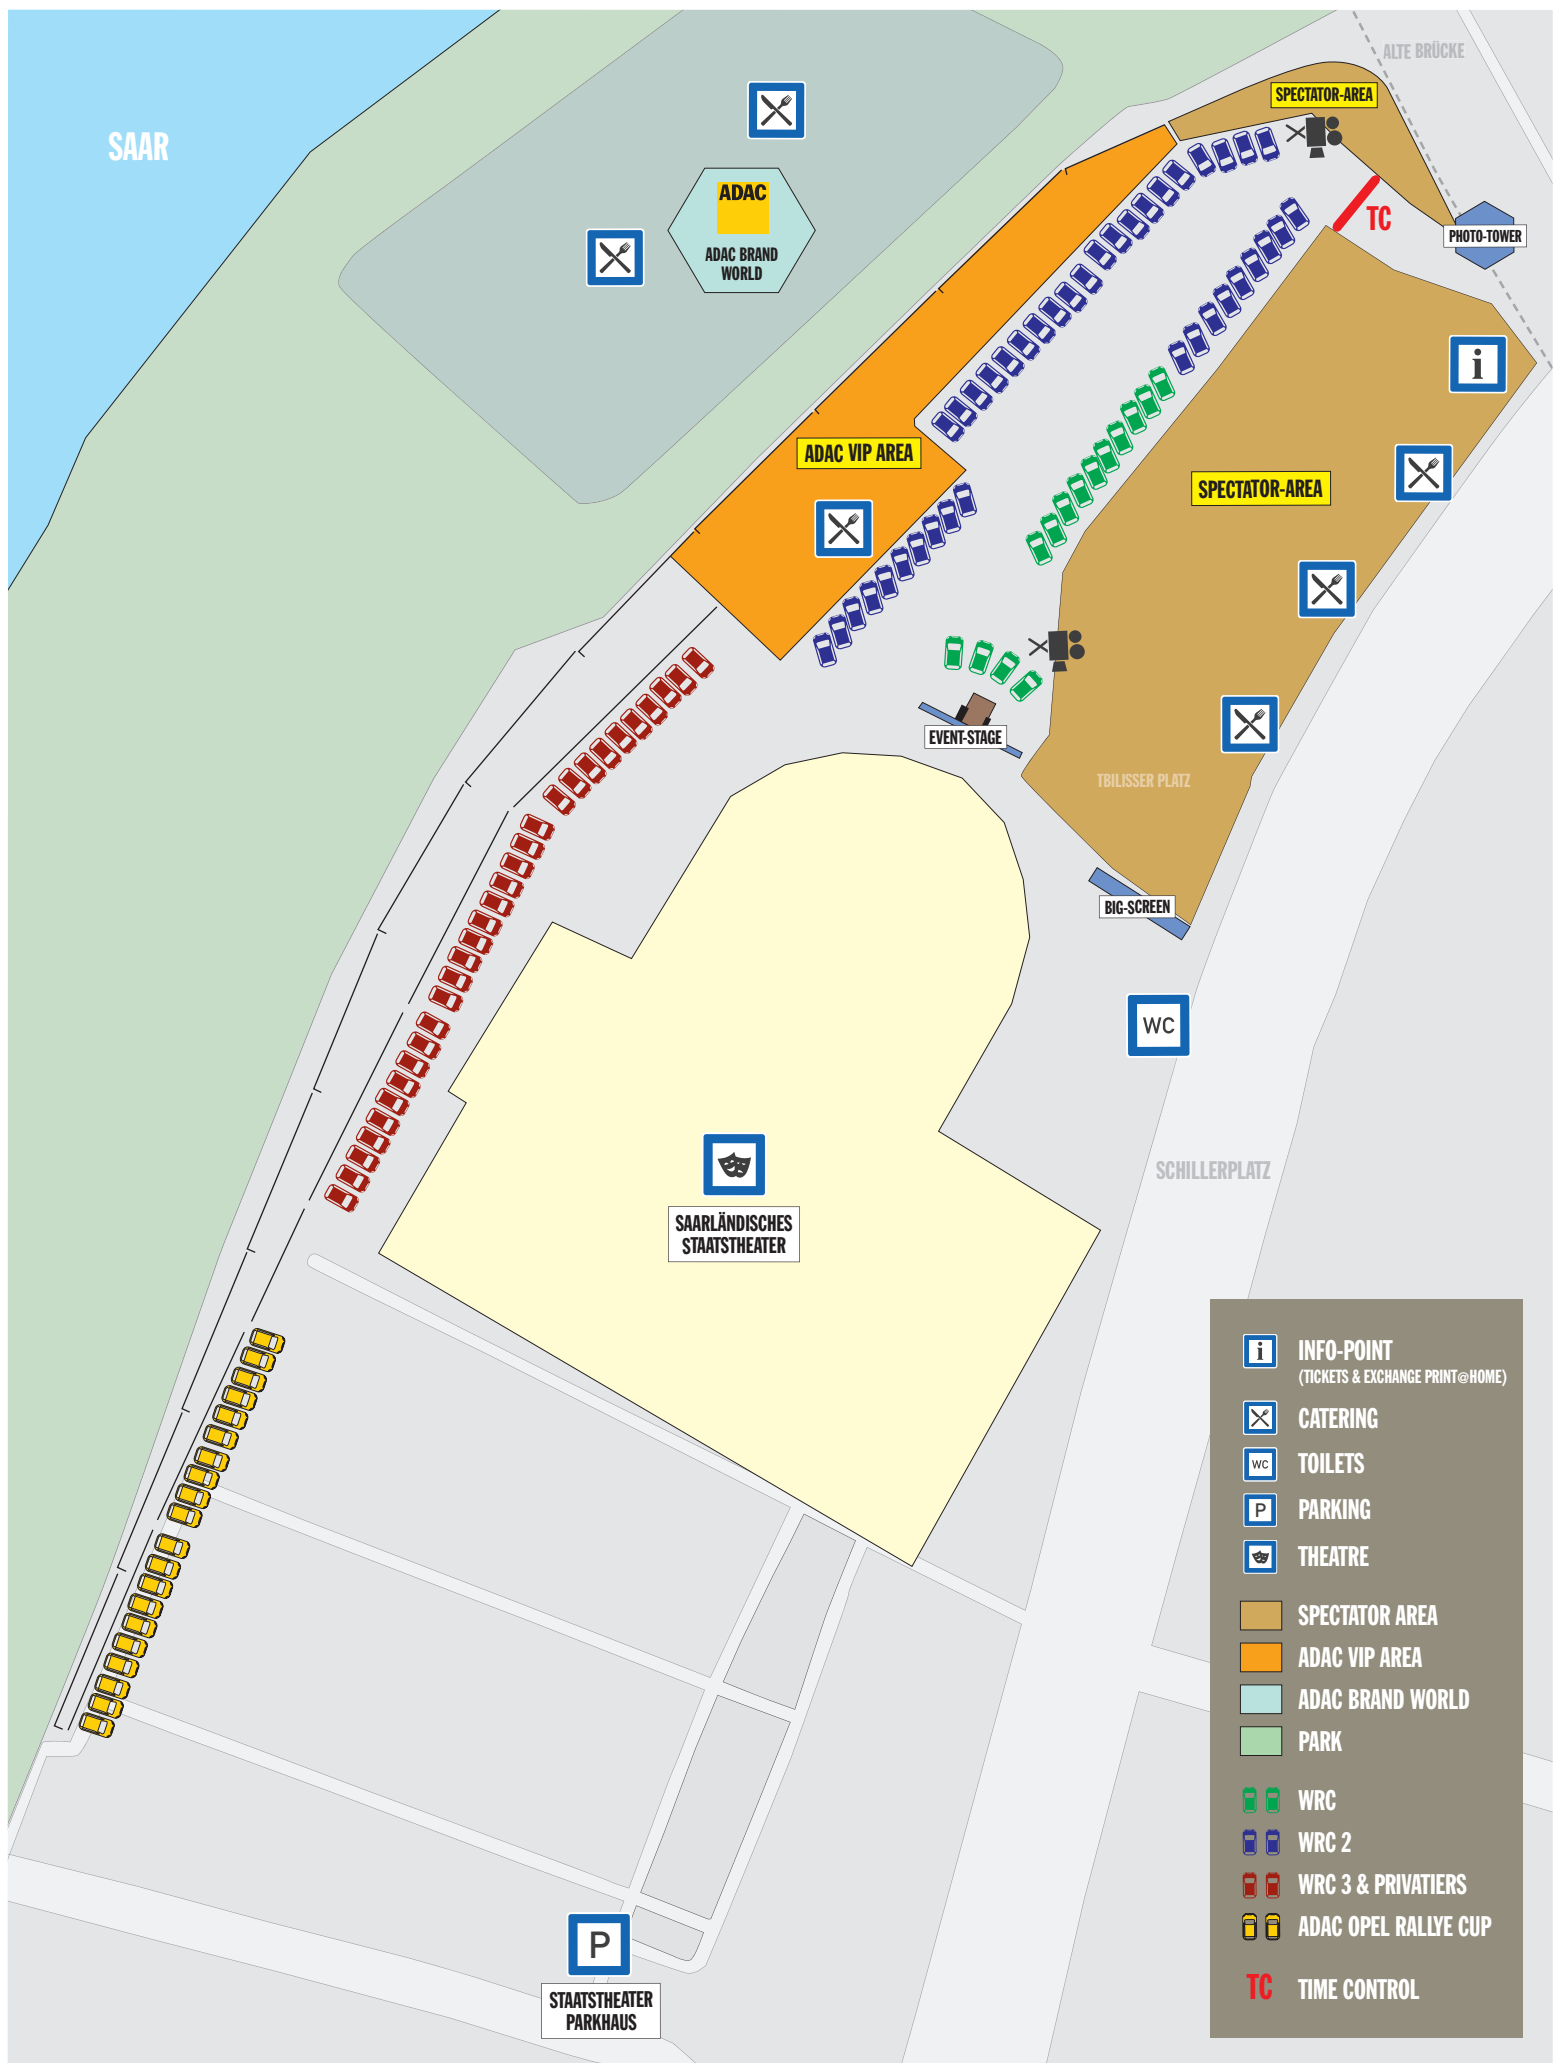 ALTE BRÜCKE
SPECTATOR-AREA
SAAR
ADAC
ADAC BRAND
WORLD
TC
PHOTO-TOWER
i
ADAC VIP AREA
SPECTATOR-AREA
EVENT-STAGE
TBILISSER PLATZ
BIG-SCREEN
WC
SCHILLERPLATZ
SAARLÄNDISCHES
STAATSTHEATER
i INFO-POINT
(TICKETS & EXCHANGE PRINT@HOME)
CATERING
WC TOILETS
P PARKING
THEATRE
SPECTATOR AREA
ADAC VIP AREA
ADAC BRAND WORLD
PARK
WRC
WRC 2
WRC 3 & PRIVATIERS
ADAC OPEL RALLYE CUP
TC TIME CONTROL
P
STAATSTHEATER
PARKHAUS